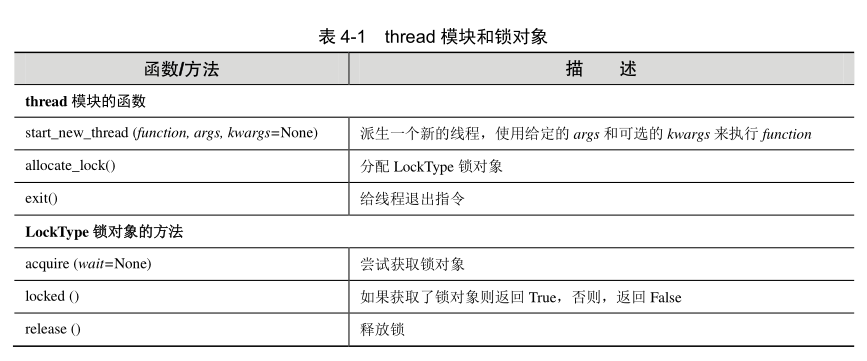 表 4-1 thread 模块和锁对象
函数/方法 描 述
thread 模块的函数
start_new_thread (function, args, kwargs=None) 派生一个新的线程，使用给定的 args 和可选的 kwargs 来执行 function
allocate_lock() 分配 LockType 锁对象
exit() 给线程退出指令
LockType 锁对象的方法
acquire (wait=None) 尝试获取锁对象
locked () 如果获取了锁对象则返回 True，否则，返回 False
release () 释放锁